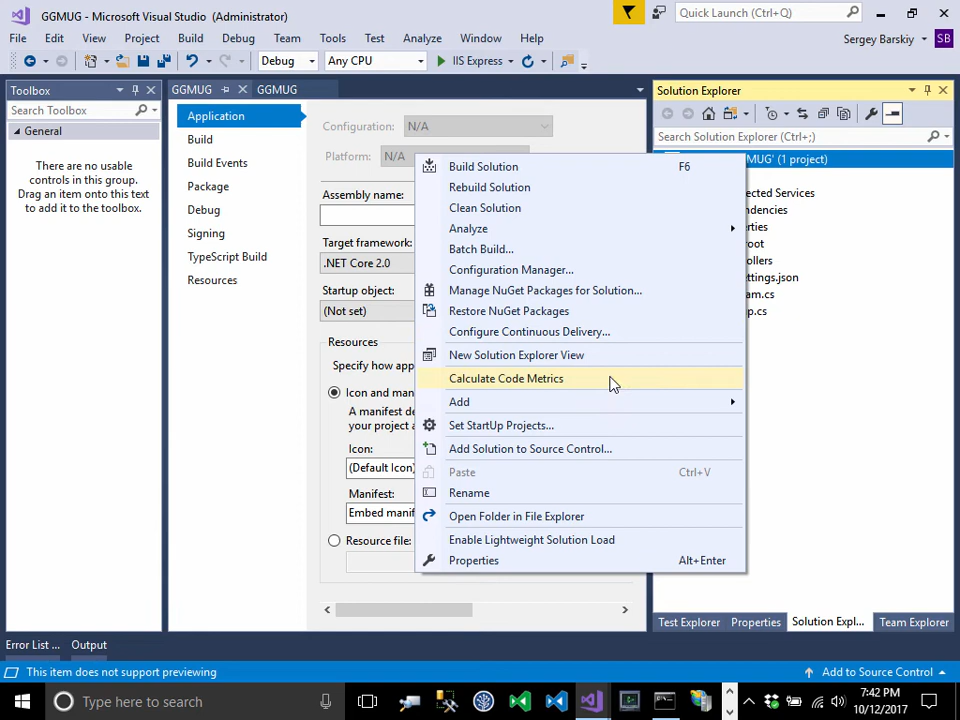 GGMUG - Microsoft Visual Studio (Administrator)
Quick Launch (Ctrl+Q)
File Edit View Project Build Debug Team Tools Test Analyze Window Help
Sergey Barskiy
SB
Debug
Any CPU
IIS Express
Toolbox
Search Toolbox
General
There are no usable
controls in this group.
Drag an item onto this text
to add it to the toolbox.
GGMUG
GGMUG
Application
Build
Build Events
Package
Debug
Signing
TypeScript Build
Resources
Configuration: N/A
Platform: N/A
Assembly name:
Target framework:
.NET Core 2.0
Startup object:
(Not set)
Resources
Specify how app
Icon and man
A manifest de
your project a
Icon:
(Default Icon)
Manifest:
Embed manif
Resource file:
Build Solution F6
Rebuild Solution
Clean Solution
Analyze
Batch Build...
Configuration Manager...
Manage NuGet Packages for Solution...
Restore NuGet Packages
Configure Continuous Delivery...
New Solution Explorer View
Calculate Code Metrics
Add
Set StartUp Projects...
Add Solution to Source Control...
Paste Ctrl+V
Rename
Open Folder in File Explorer
Enable Lightweight Solution Load
Properties Alt+Enter
Solution Explorer
Search Solution Explorer (Ctrl+;)
MUG' (1 project)
ected Services
endencies
erties
root
ollers
ettings.json
am.cs
p.cs
Test Explorer Properties Solution Expl... Team Explorer
Error List ... Output
This item does not support previewing
Add to Source Control
Type here to search
7:42 PM
10/12/2017